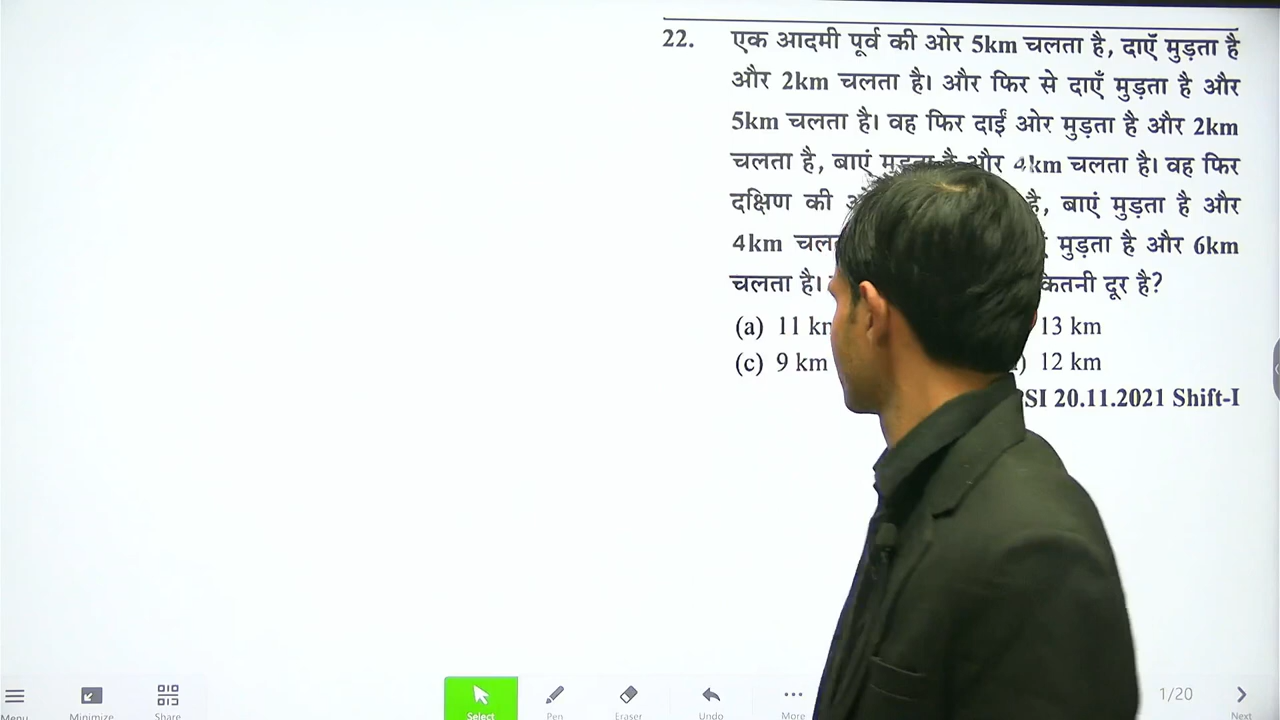 22. एक आदमी पूर्व की ओर 5km चलता है, दाएँ मुड़ता है
और 2km चलता है। और फिर से दाएँ मुड़ता है और
5km चलता है। वह फिर दाईं ओर मुड़ता है और 2km
चलता है, बाएं मुड़ता है और 4km चलता है। वह फिर
दक्षिण की है, बाएं मुड़ता है और
4km मुड़ता है और 6km
चलता है। कितनी दूर है?
(a) 11 km 13 km
(c) 9 km 12 km
SI 20.11.2021 Shift-I
Menu Minimize Share Select Pen Eraser Undo More 1/20 Next